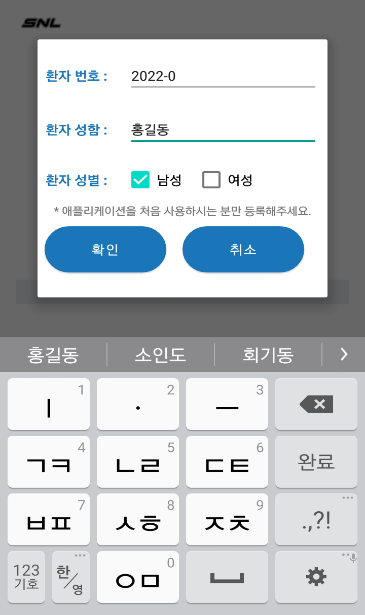 SNL
환자 번호 : 2022-0
환자 성함 : 홍길동
환자 성별 : 남성 여성
* 애플리케이션을 처음 사용하시는 분만 등록해주세요.
확인 취소
홍길동 소인도 회기동
ㅣ 1 · 2 ㅡ 3
ㄱㅋ 4 ㄴㄹ 5 ㄷㅌ 6 완료
ㅂㅍ 7 ㅅㅎ 8 ㅈㅊ 9 .,?!
123 기호 한/영 ㅇㅁ 0